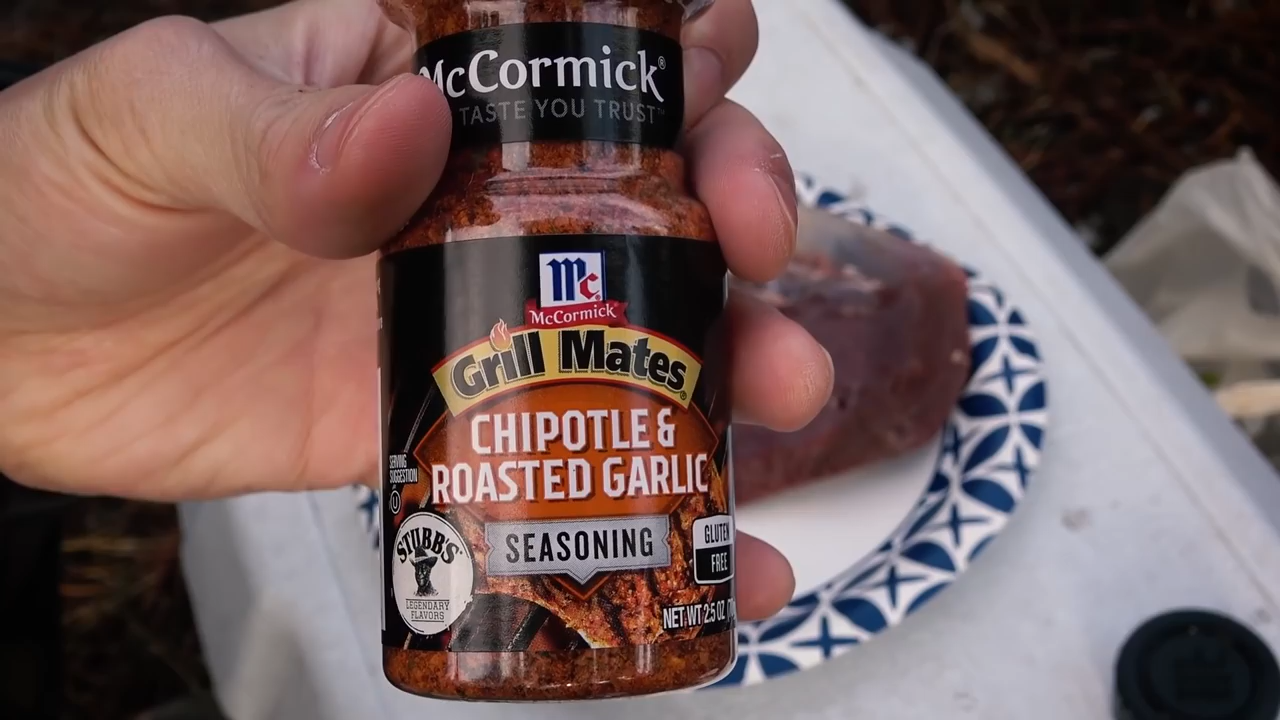 McCormick®
TASTE YOU TRUST™
Mc
McCormick®
Grill Mates®
CHIPOTLE &
ROASTED GARLIC
SERVING
SUGGESTION
U
SEASONING
STUBB'S
LEGENDARY
FLAVORS
GLUTEN
FREE
NET WT 2.5 OZ